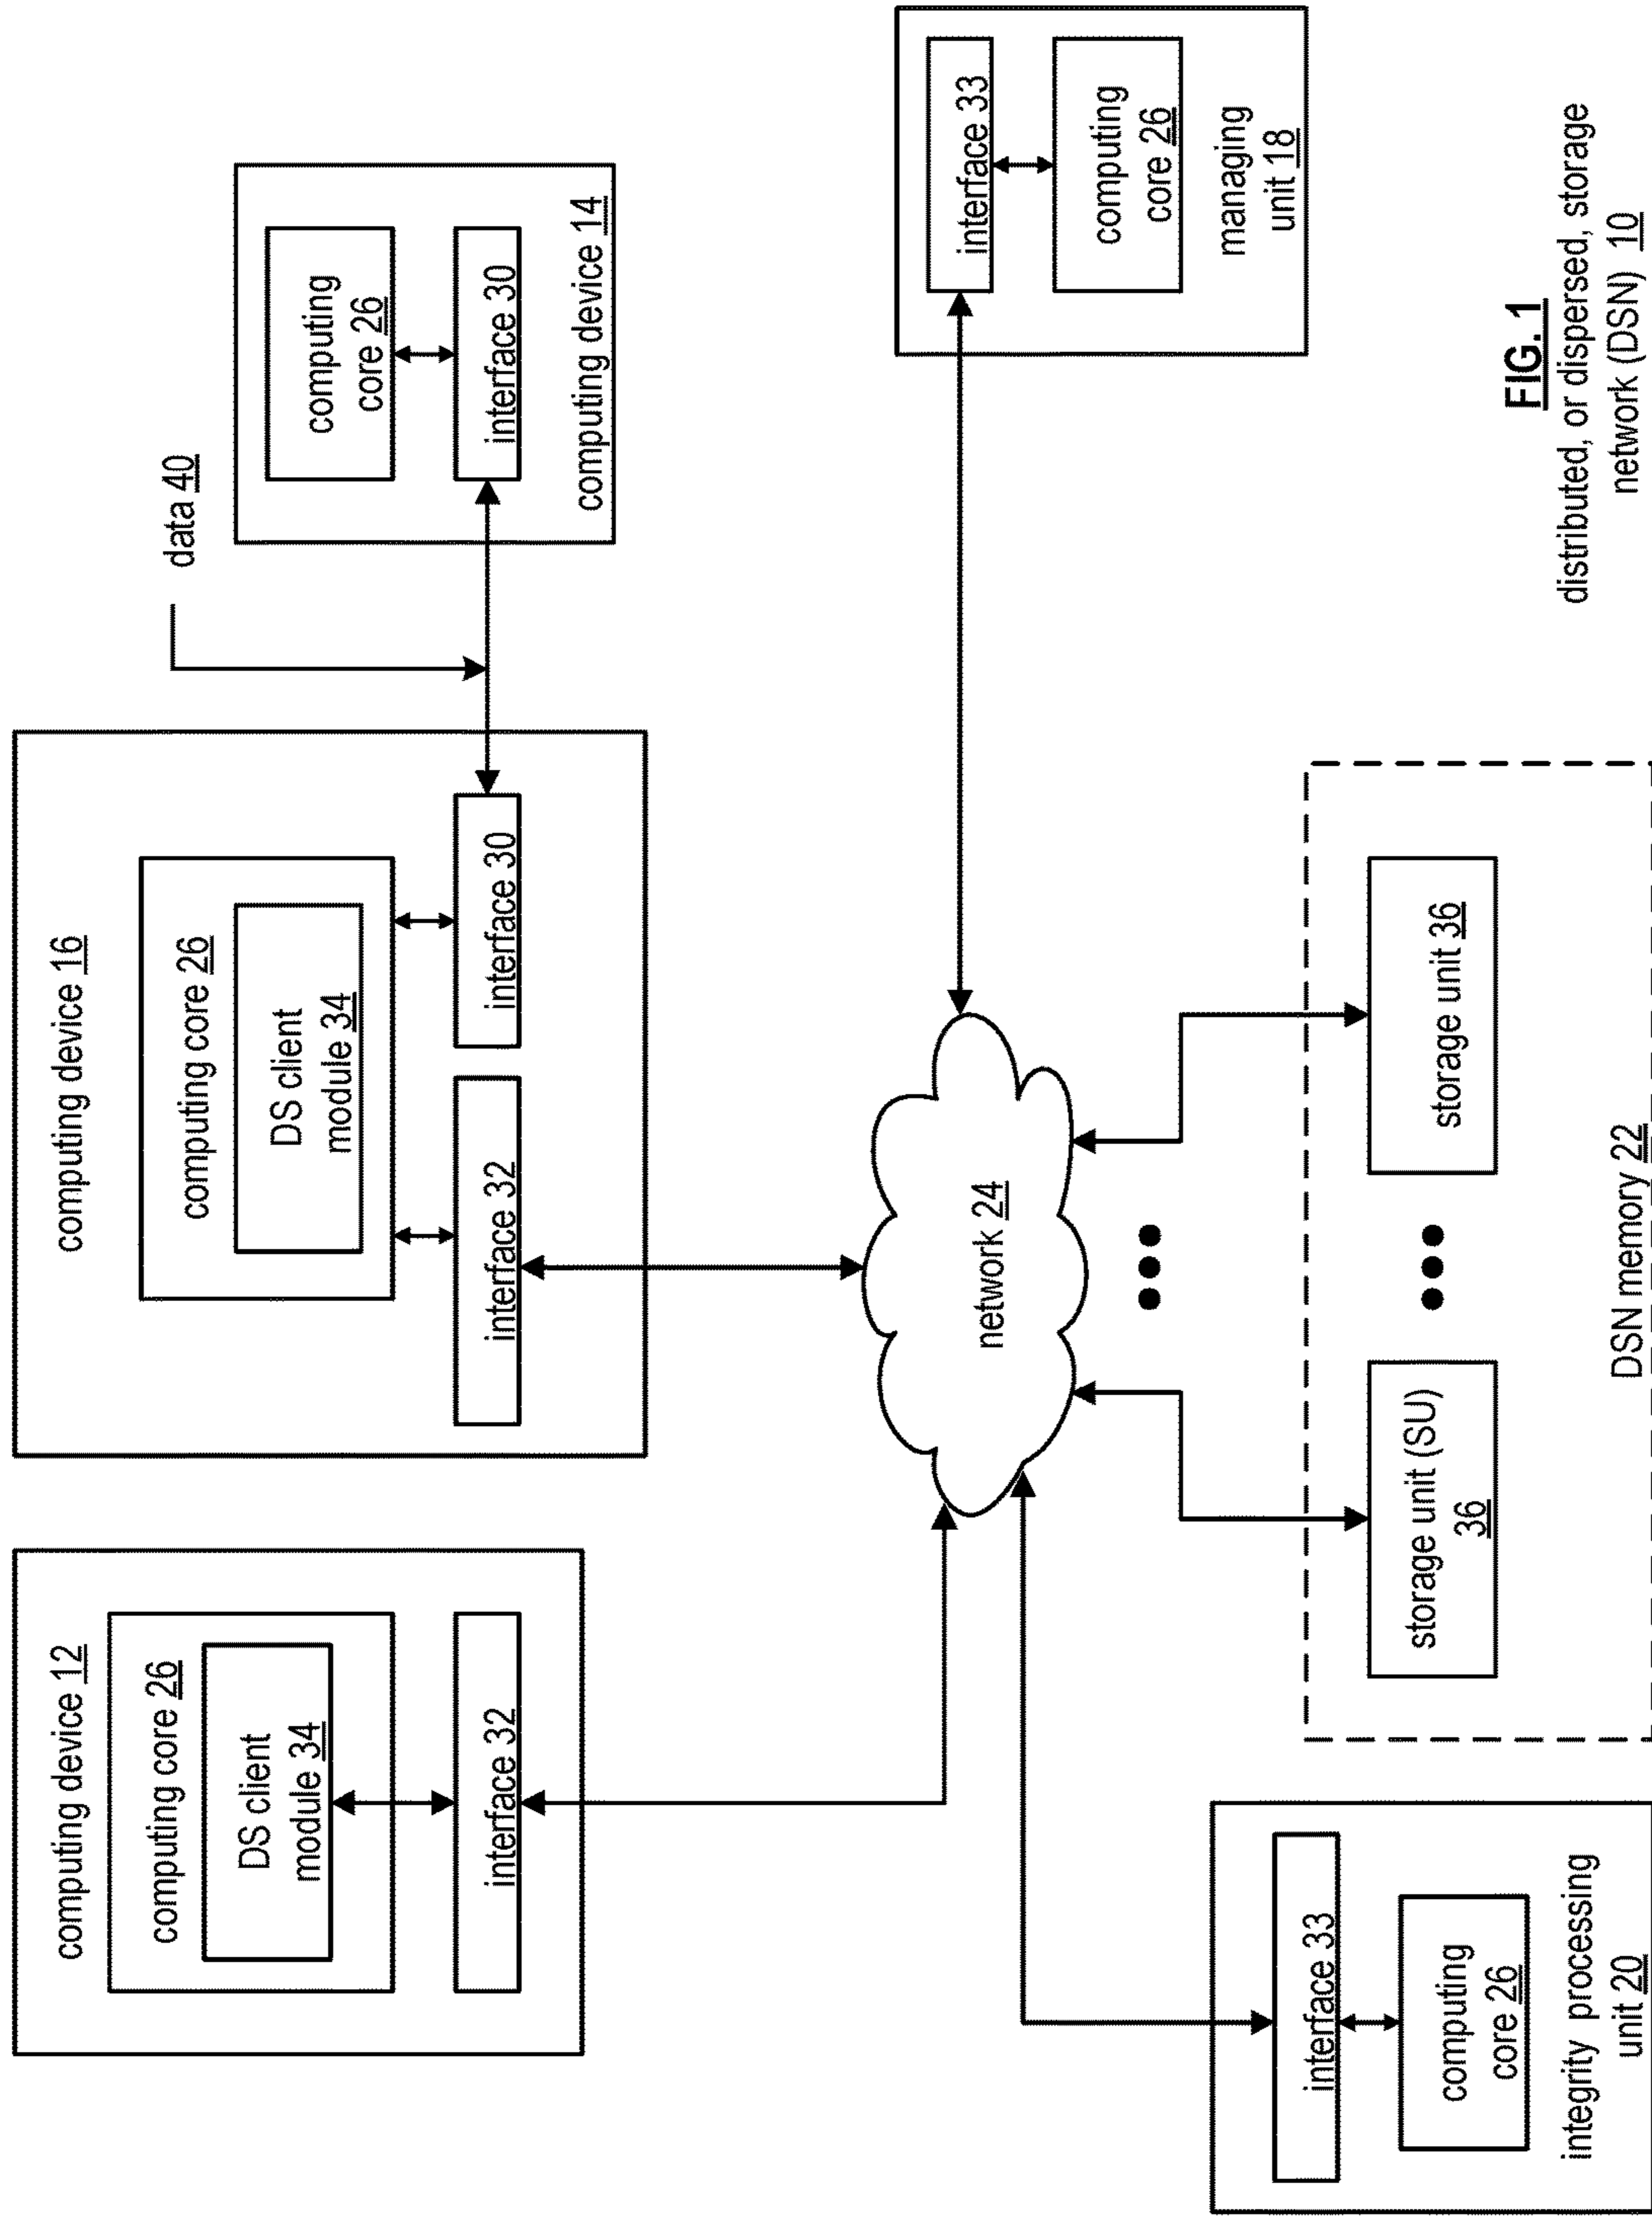 computing device 12
computing core 26
DS client
module 34
interface 32
computing device 16
computing core 26
DS client
module 34
interface 32
interface 30
data 40
computing
core 26
interface 30
computing device 14
network 24
interface 33
computing
core 26
managing
unit 18
interface 33
computing
core 26
integrity processing
unit 20
storage unit (SU)
36
storage unit 36
DSN memory 22
FIG. 1
distributed, or dispersed, storage
network (DSN) 10